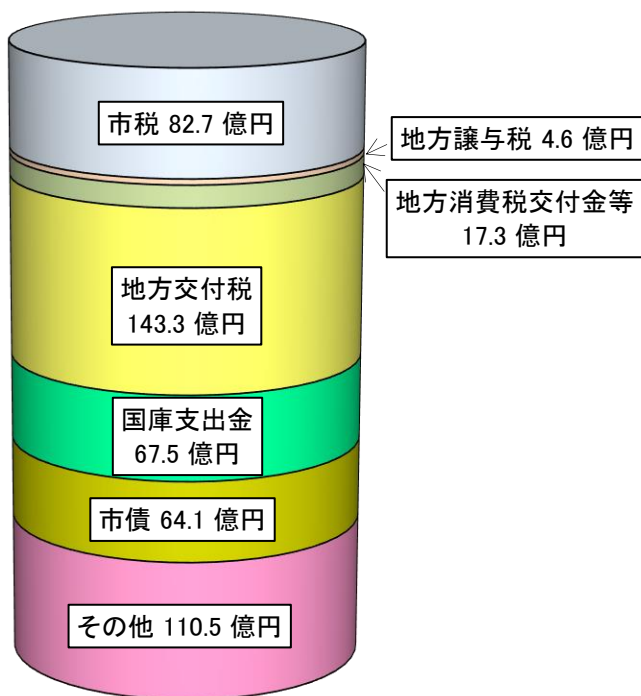 市税 82.7 億円
地方譲与税 4.6 億円
地方消費税交付金等
17.3 億円
地方交付税
143.3 億円
国庫支出金
67.5 億円
市債 64.1 億円
その他 110.5 億円